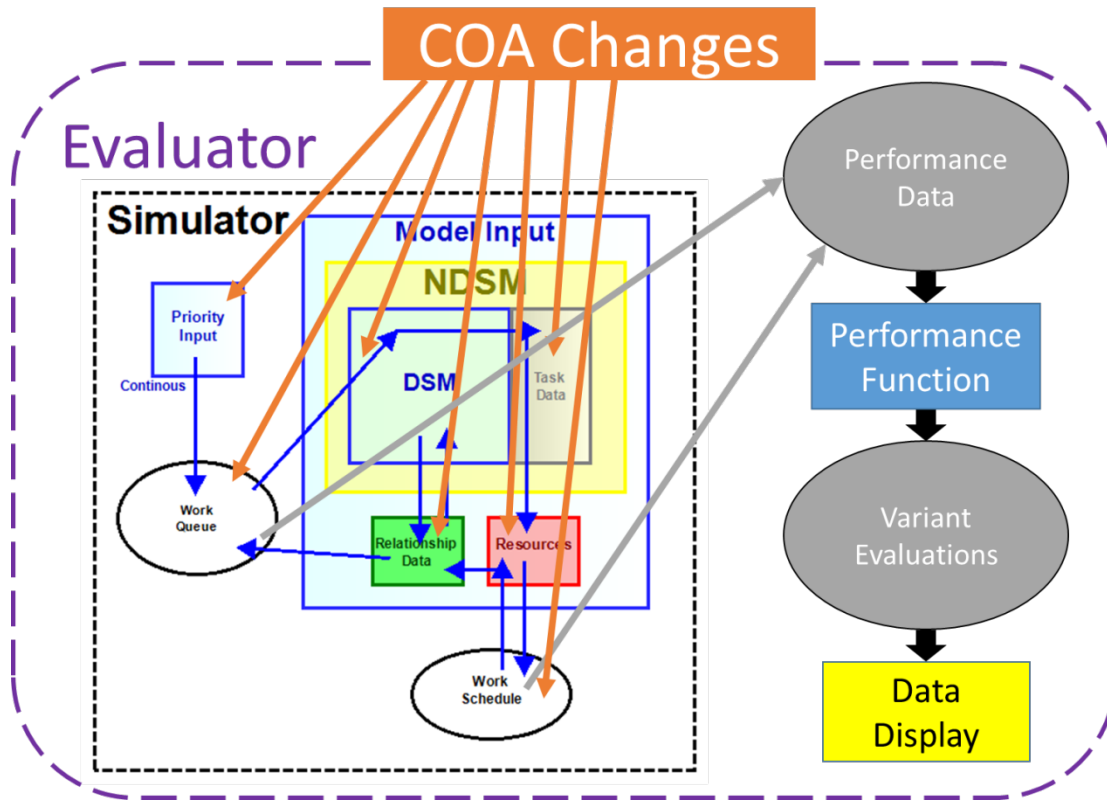 COA Changes
Evaluator
Simulator
Model Input
NDSM
Priority
Input
Continous
DSM
Task
Data
Work
Queue
Relationship
Data
Resources
Work
Schedule
Performance
Data
Performance
Function
Variant
Evaluations
Data
Display